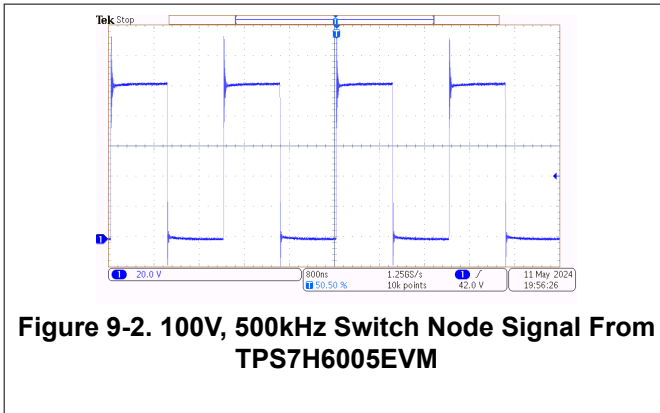 Tek Stop
T
T
1
1 20.0 V
800ns 1.25GS/s 1 42.0 V
T 50.50 % 10k points
11 May 2024
19:56:26
Figure 9-2. 100V, 500kHz Switch Node Signal From
TPS7H6005EVM